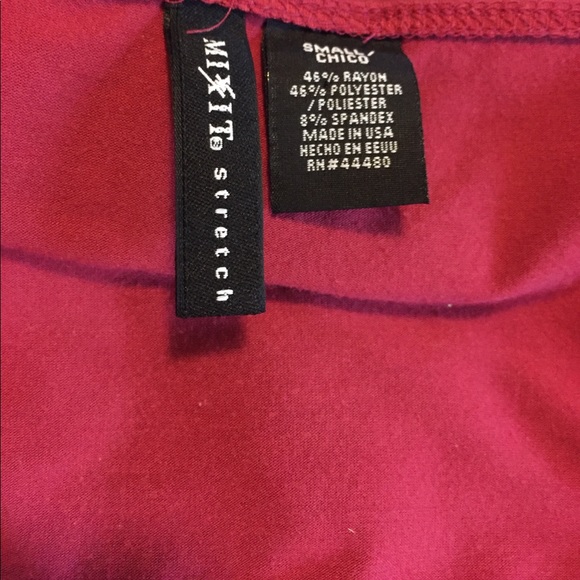 MIXIT® stretch
SMALL/
CHICO
46% RAYON
46% POLYESTER
/POLIESTER
8% SPANDEX
MADE IN USA
HECHO EN EEUU
RN#44480